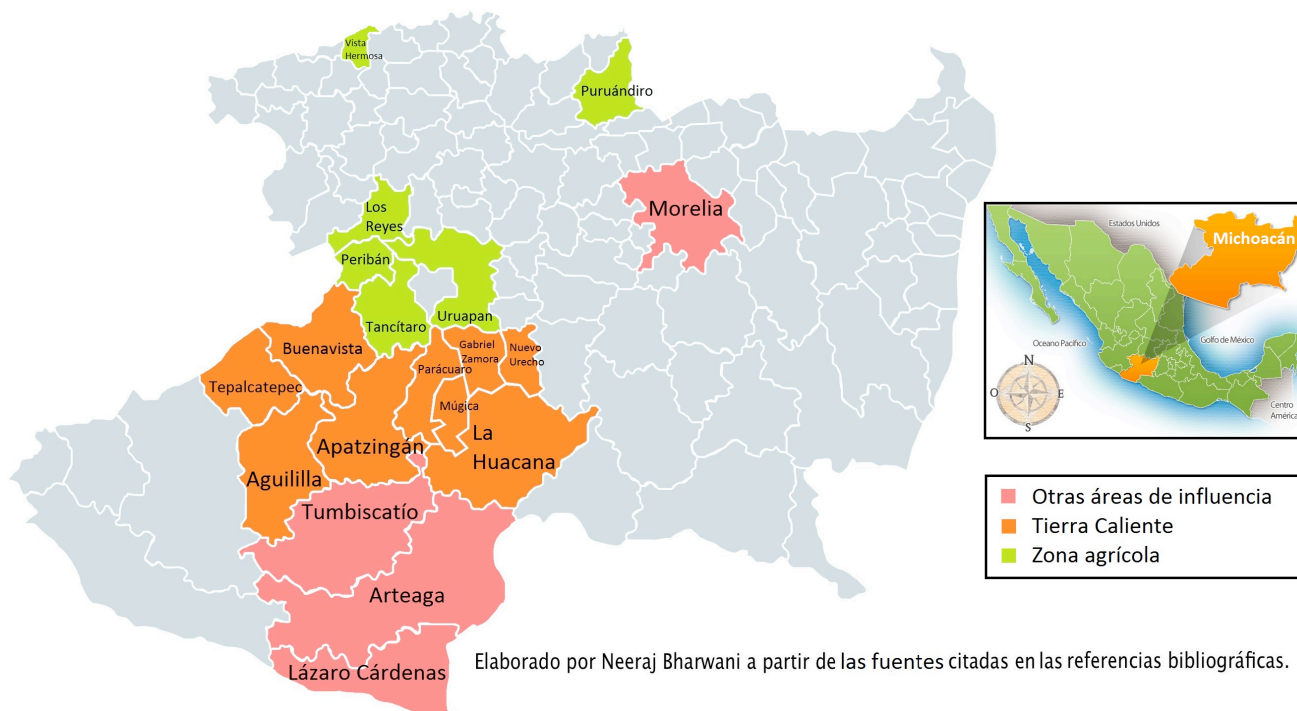 Vista
Hermosa
Puruándiro
Los
Reyes
Morelia
Peribán
Tancítaro
Uruapan
Buenavista
Gabriel
Zamora
Nuevo
Urecho
Parácuaro
Tepalcatepec
Múgica
La
Huacana
Apatzingán
Aguililla
Tumbiscatío
Arteaga
Lázaro Cárdenas
Estados Unidos
Michoacán
Oceano Pacífico
Golfo de México
Centro
América
N
O
E
S
Otras áreas de influencia
Tierra Caliente
Zona agrícola
Elaborado por Neeraj Bharwani a partir de las fuentes citadas en las referencias bibliográficas.